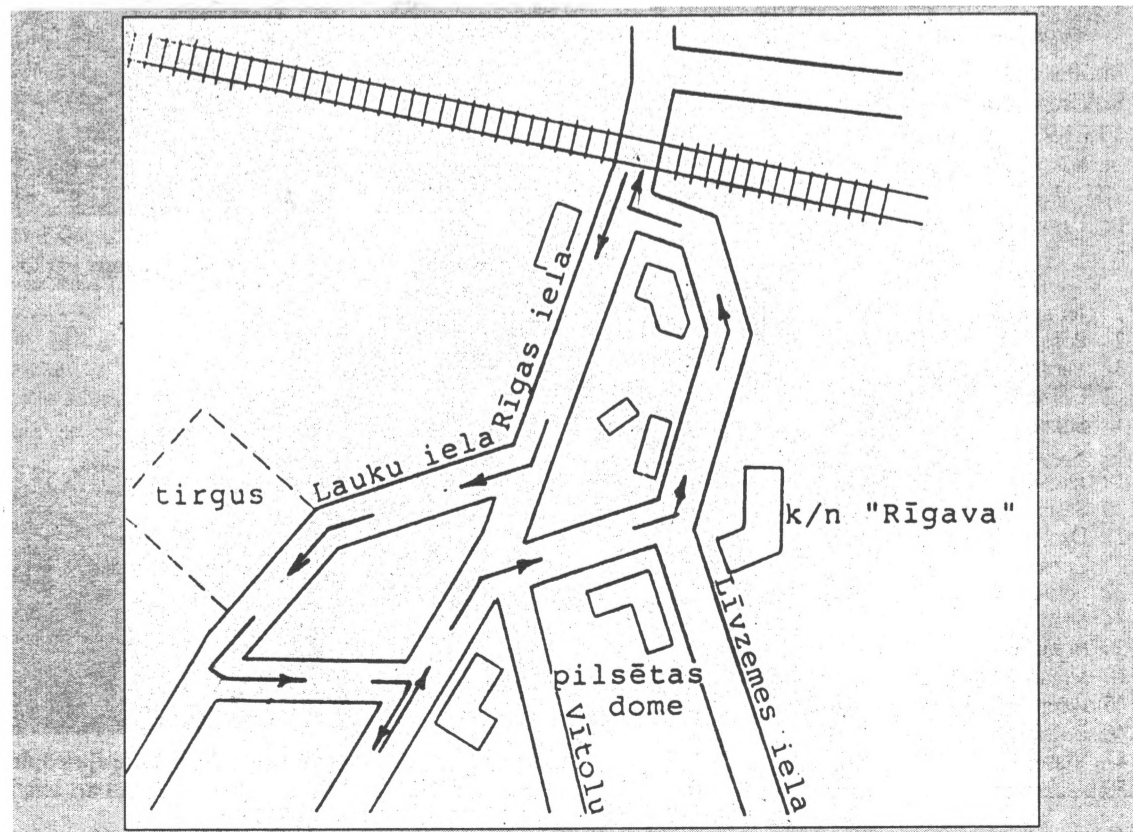 Rīgas iela
Lauku iela
tirgus
k/n "Rīgava"
Līvzemes iela
pilsētas
dome
vītolu